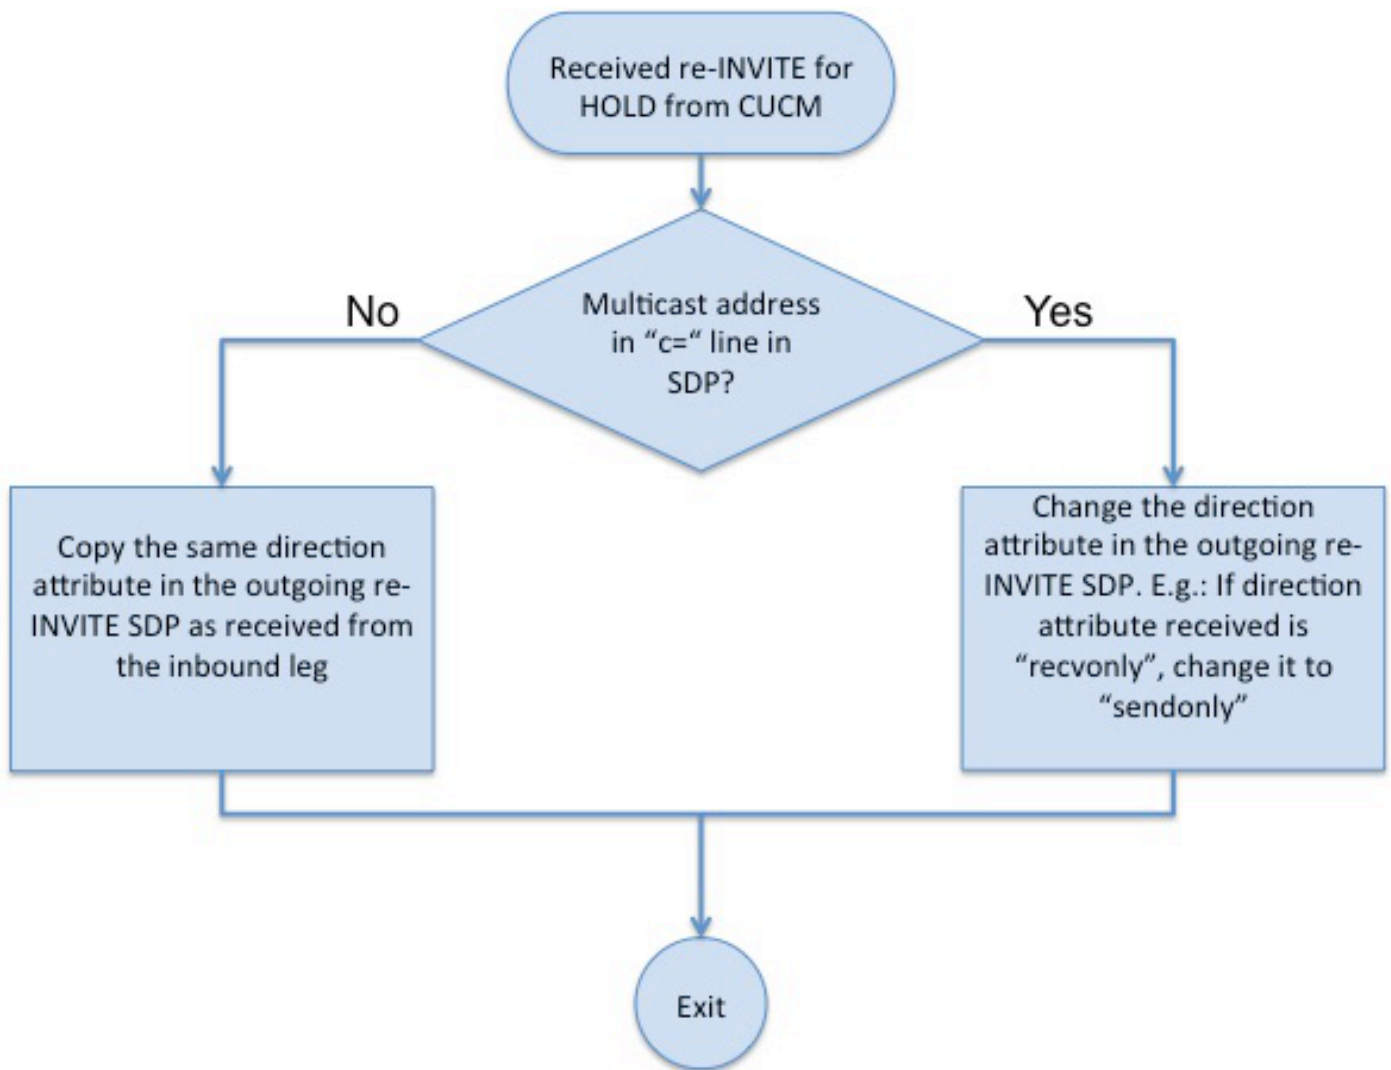 Received re-INVITE for
HOLD from CUCM
Multicast address
in “c=“ line in
SDP?
No
Yes
Copy the same direction
attribute in the outgoing re-
INVITE SDP as received from
the inbound leg
Change the direction
attribute in the outgoing re-
INVITE SDP. E.g.: If direction
attribute received is
“recvonly”, change it to
“sendonly”
Exit